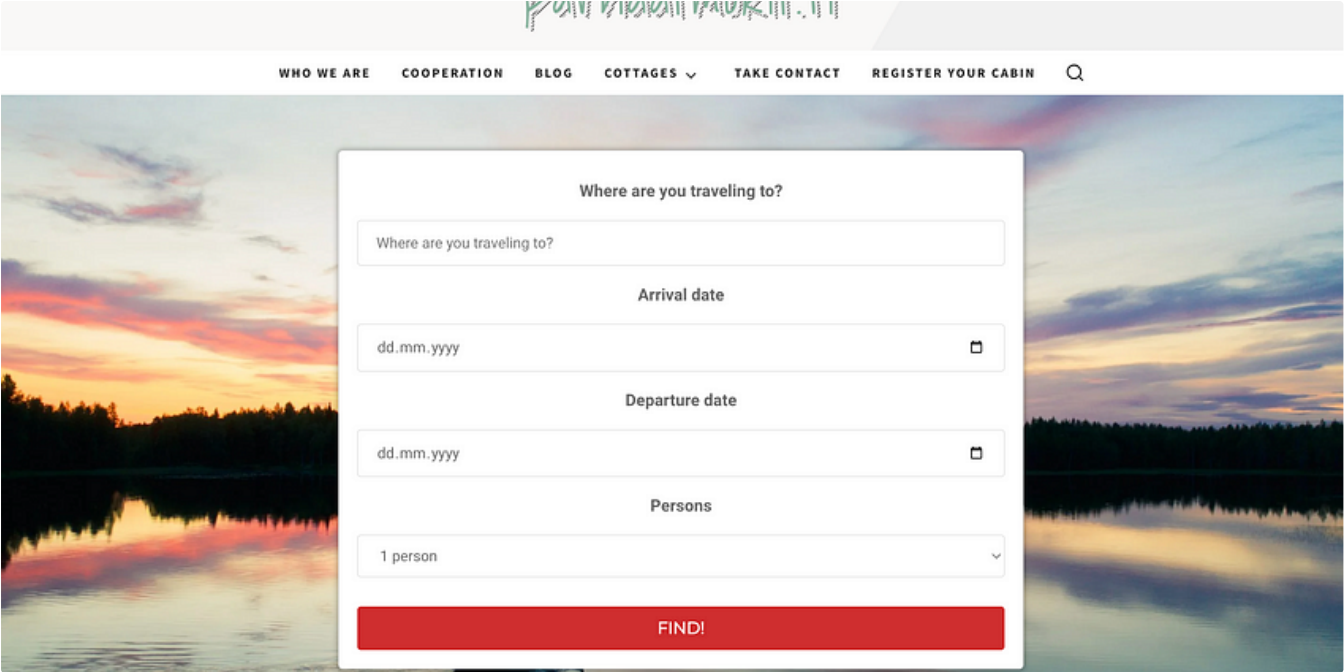 WHO WE ARE COOPERATION BLOG COTTAGES TAKE CONTACT REGISTER YOUR CABIN
Where are you traveling to?
Where are you traveling to?
Arrival date
dd.mm.yyyy
Departure date
dd.mm.yyyy
Persons
1 person
FIND!